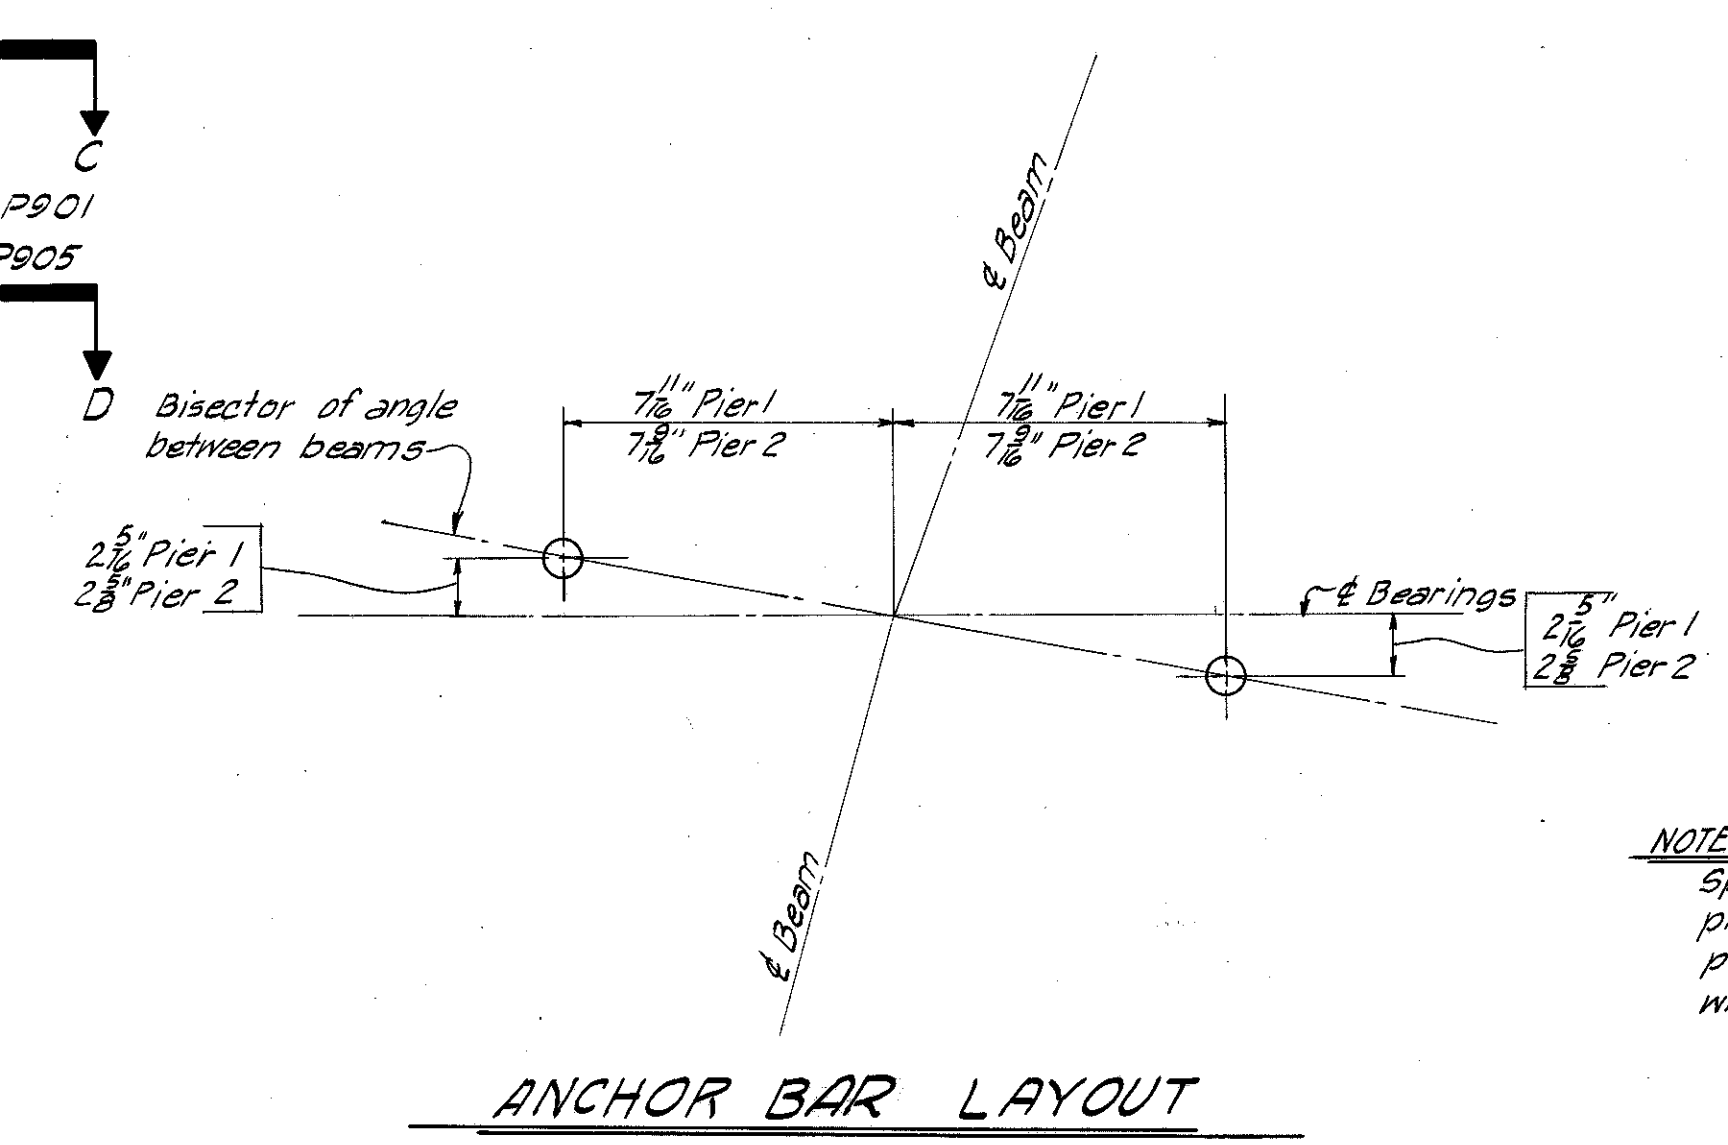 C
P901
P905
D
Bisector of angle
between beams
7 11/16" Pier 1
7 9/16" Pier 2
7 11/16" Pier 1
7 9/16" Pier 2
℄ Beam
2 5/16" Pier 1
2 5/8" Pier 2
℄ Bearings
2 5/16" Pier 1
2 5/8" Pier 2
℄ Beam
NOTE
ANCHOR BAR LAYOUT